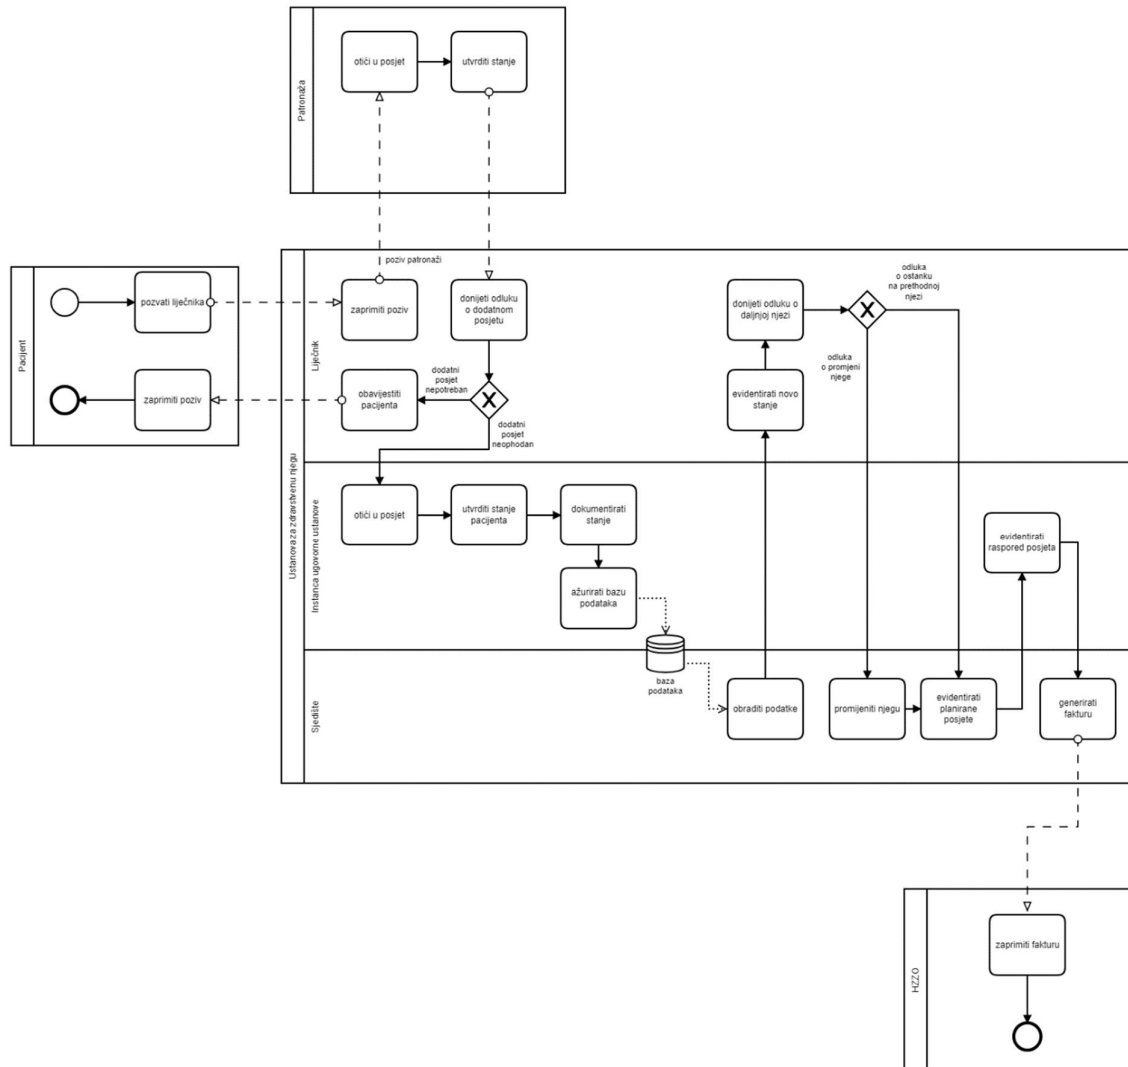 Patronaža
otići u posjet
utvrditi stanje
Pacijent
pozvati liječnika
zaprimiti poziv
Ustanova za zdravstvenu njegu
Liječnik
poziv patronaži
zaprimiti poziv
donijeti odluku
o dodatnom
posjetu
dodatni
posjet
nepotreban
obavijestiti
pacijenta
dodatni
posjet
neophodan
donijeti odluku o
daljnjoj njezi
odluka
o ostanku
na prethodnoj
njezi
odluka
o promjeni
njege
evidentirati novo
stanje
Instanca ugovorne ustanove
otići u posjet
utvrditi stanje
pacijenta
dokumentirati
stanje
ažurirati bazu
podataka
evidentirati
raspored posjeta
Sjedište
baza
podataka
obraditi podatke
promijeniti njegu
evidentirati
planirane
posjete
generirati
fakturu
HZZO
zaprimiti fakturu